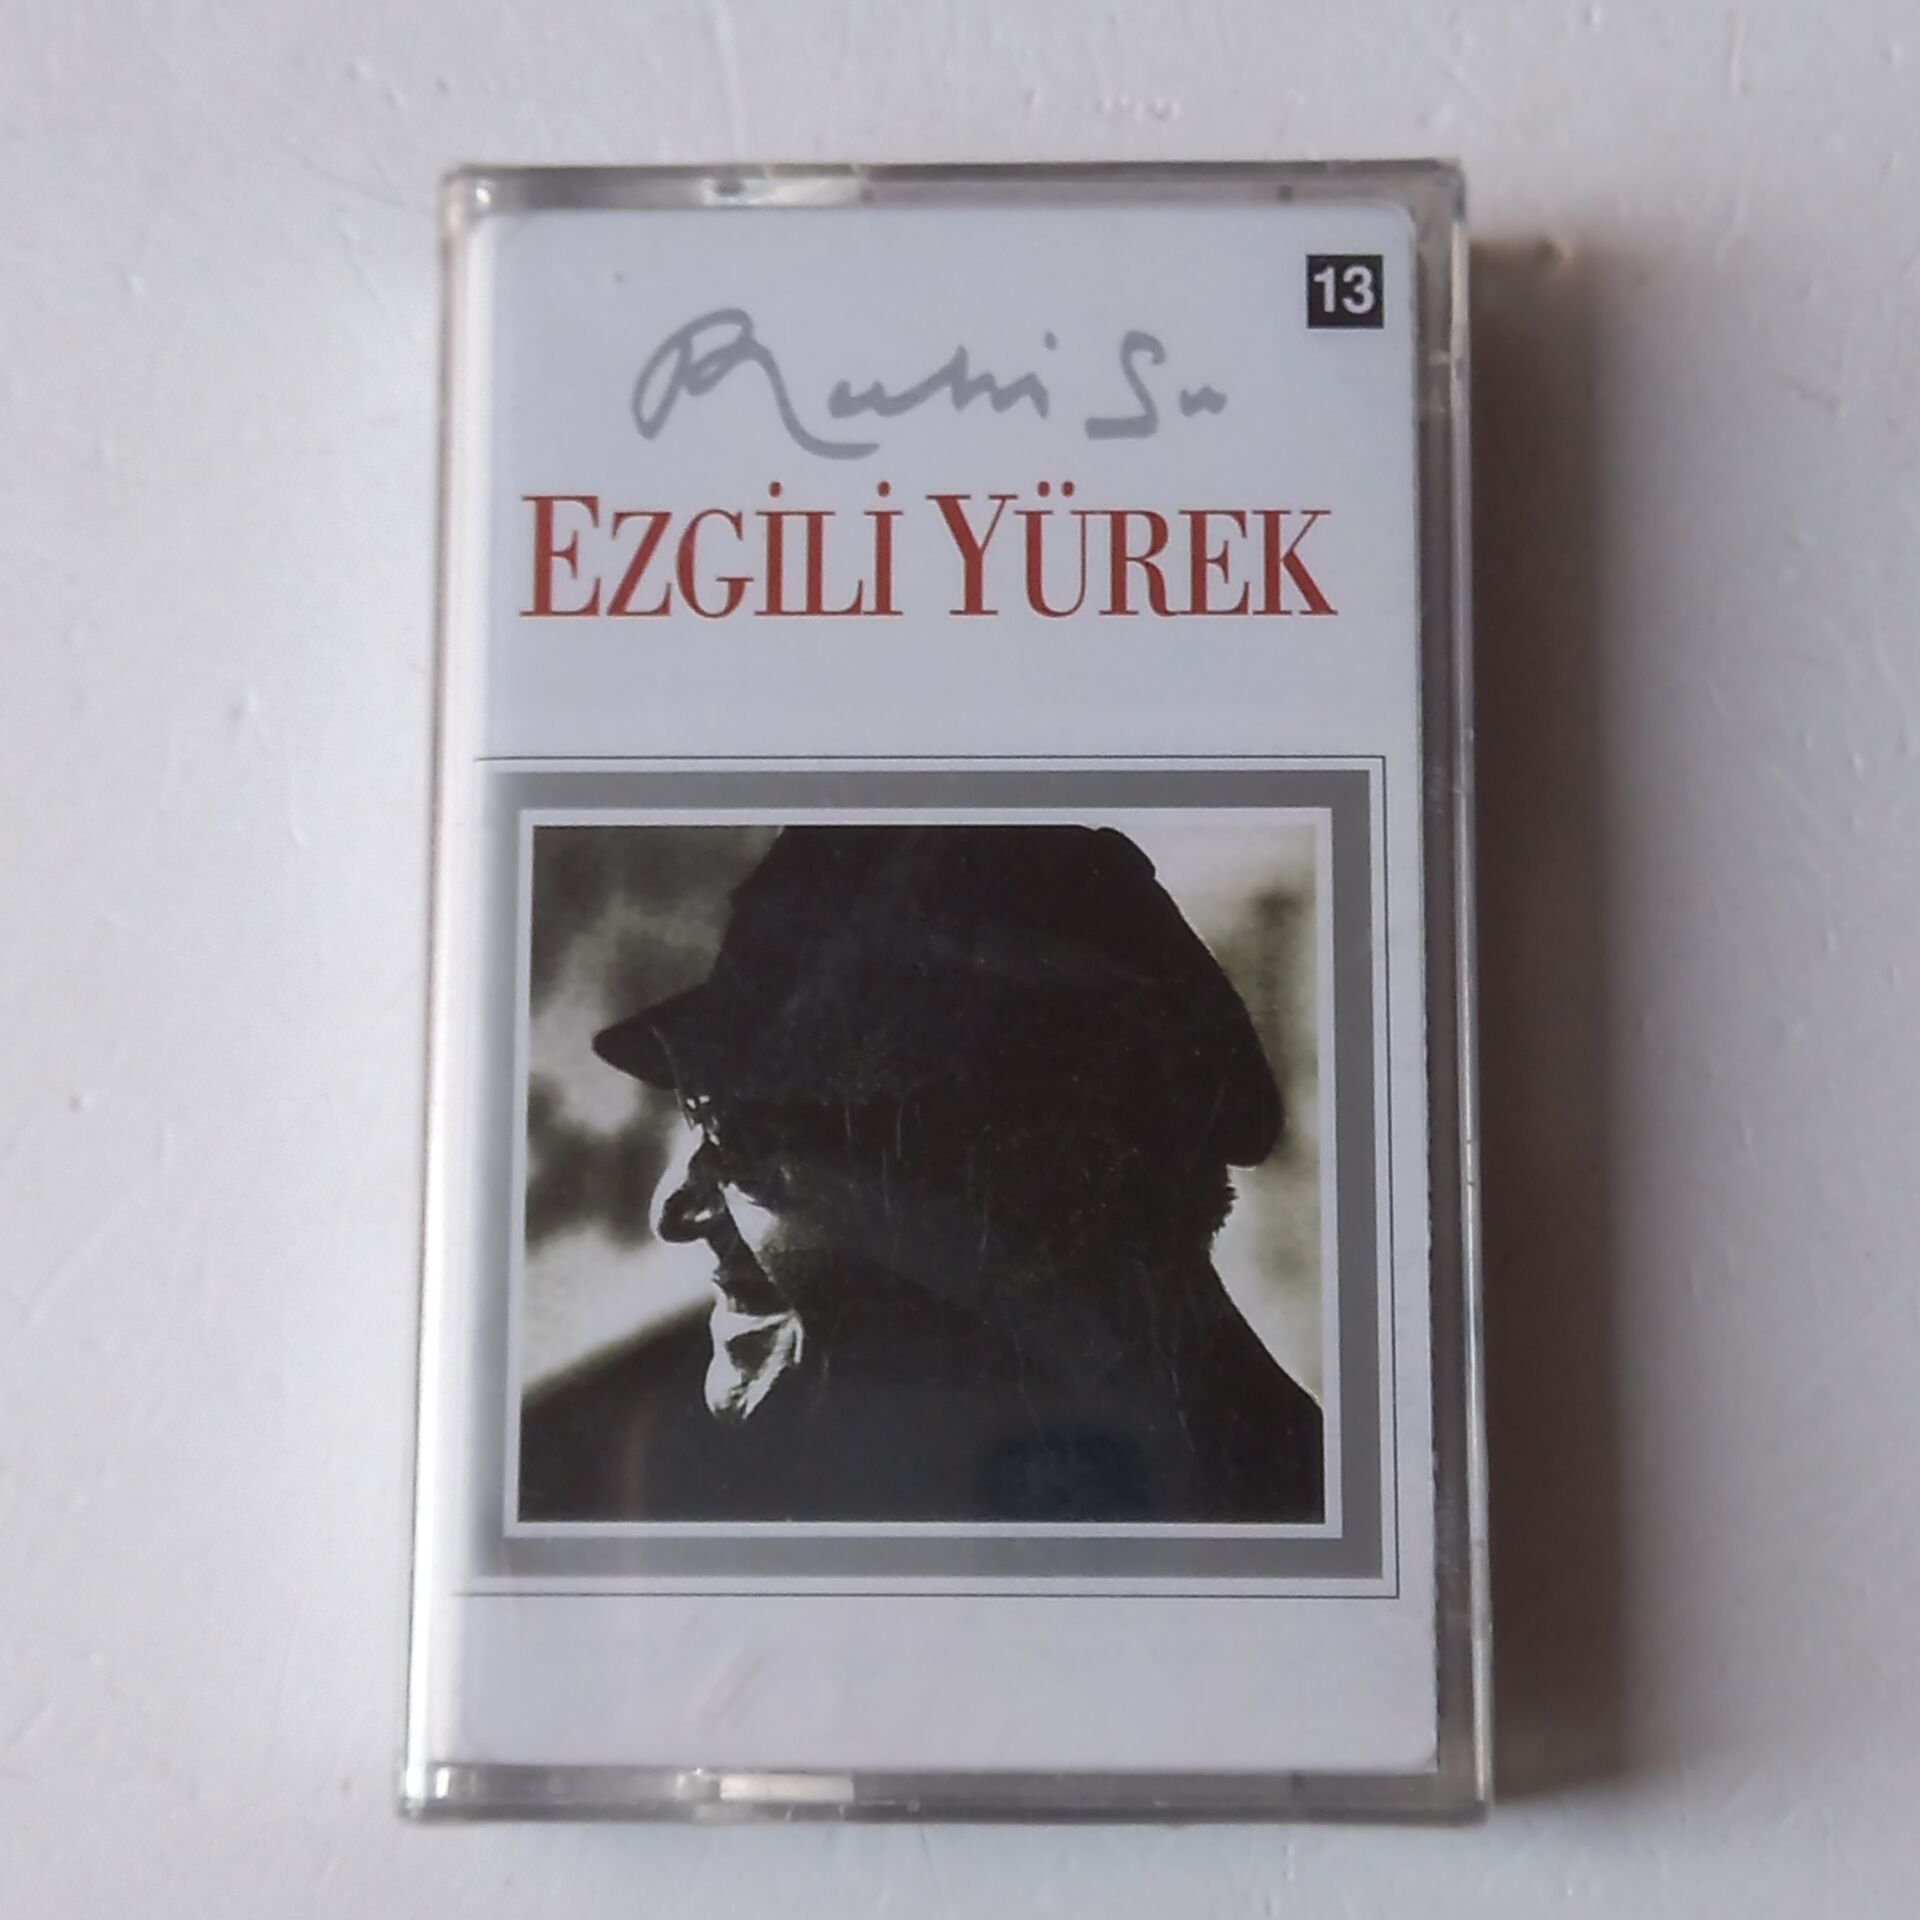 13
Ruhi Su
EZGİLİ YÜREK